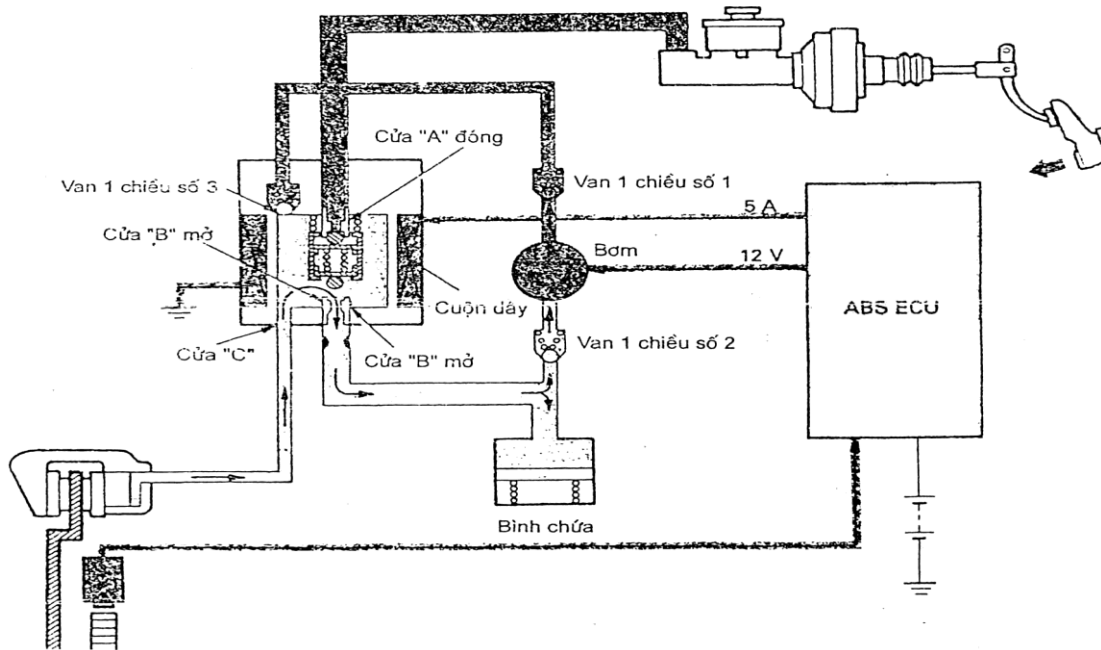 Cửa "A" đóng
Van 1 chiều số 3
Van 1 chiều số 1
Cửa "B" mở
5 A
Bơm
12 V
ABS ECU
Cuộn dây
Cửa "C"
Cửa "B" mở
Van 1 chiều số 2
Bình chứa